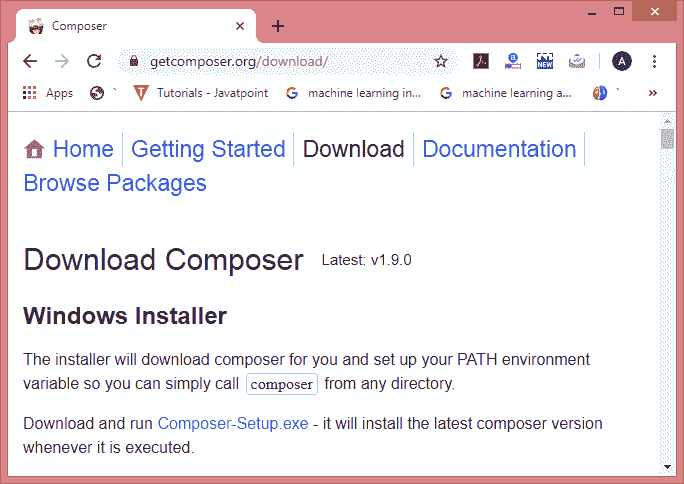 Composer
getcomposer.org/download/
NEW
A
Apps
Tutorials - Javatpoint
machine learning in...
machine learning a...
Home
Getting Started
Download
Documentation
Browse Packages
Download Composer Latest: v1.9.0
Windows Installer
The installer will download composer for you and set up your PATH environment
variable so you can simply call composer from any directory.
Download and run Composer-Setup.exe - it will install the latest composer version
whenever it is executed.